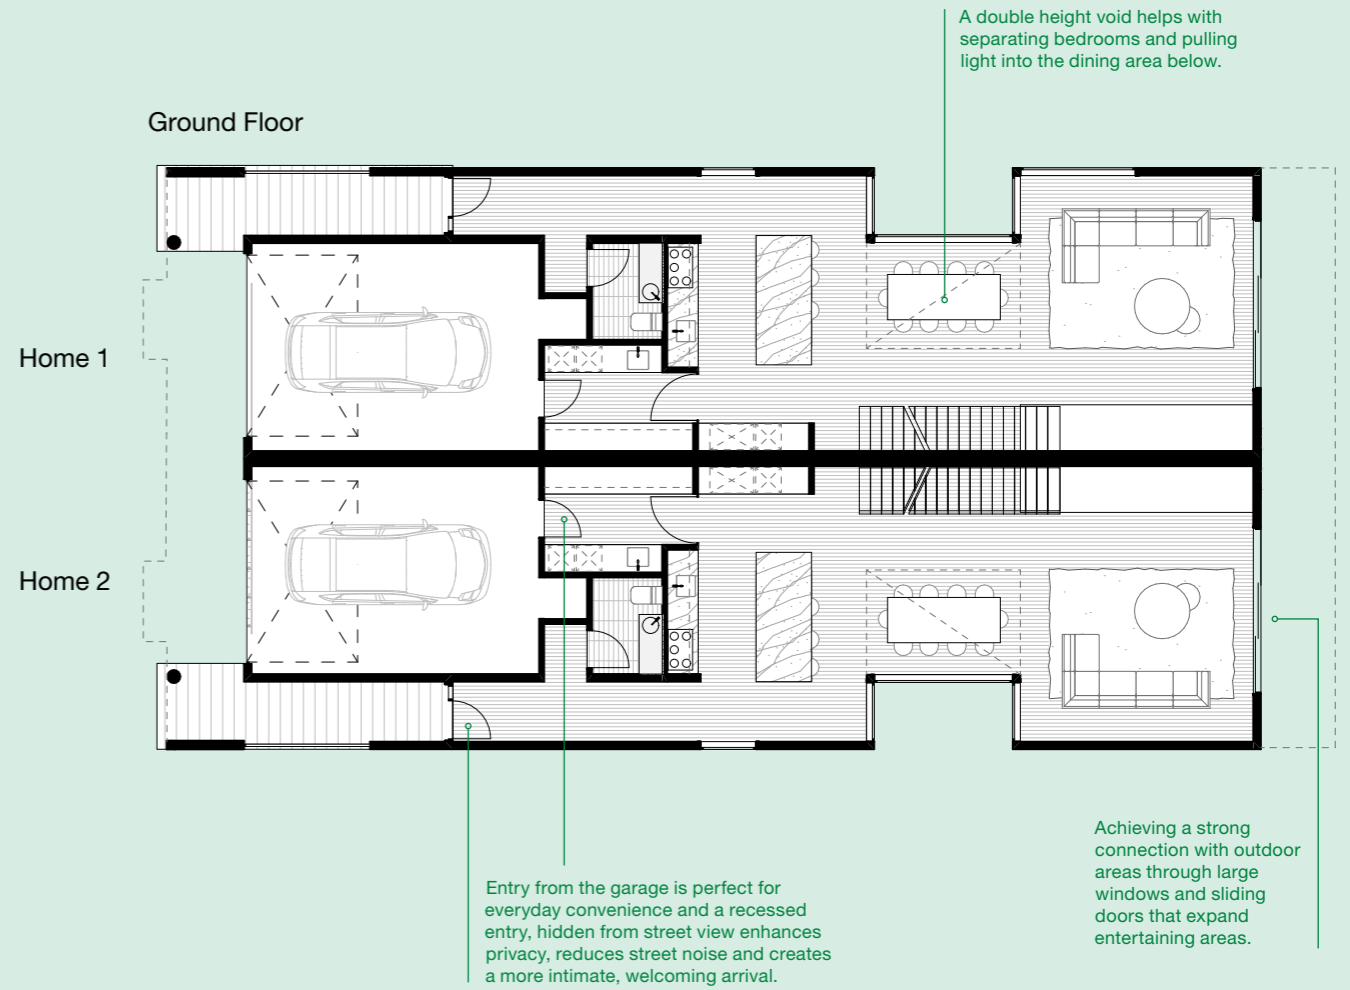 A double height void helps with
separating bedrooms and pulling
light into the dining area below.
Ground Floor
Home 1
Home 2
Achieving a strong
connection with outdoor
areas through large
windows and sliding
doors that expand
entertaining areas.
Entry from the garage is perfect for
everyday convenience and a recessed
entry, hidden from street view enhances
privacy, reduces street noise and creates
a more intimate, welcoming arrival.